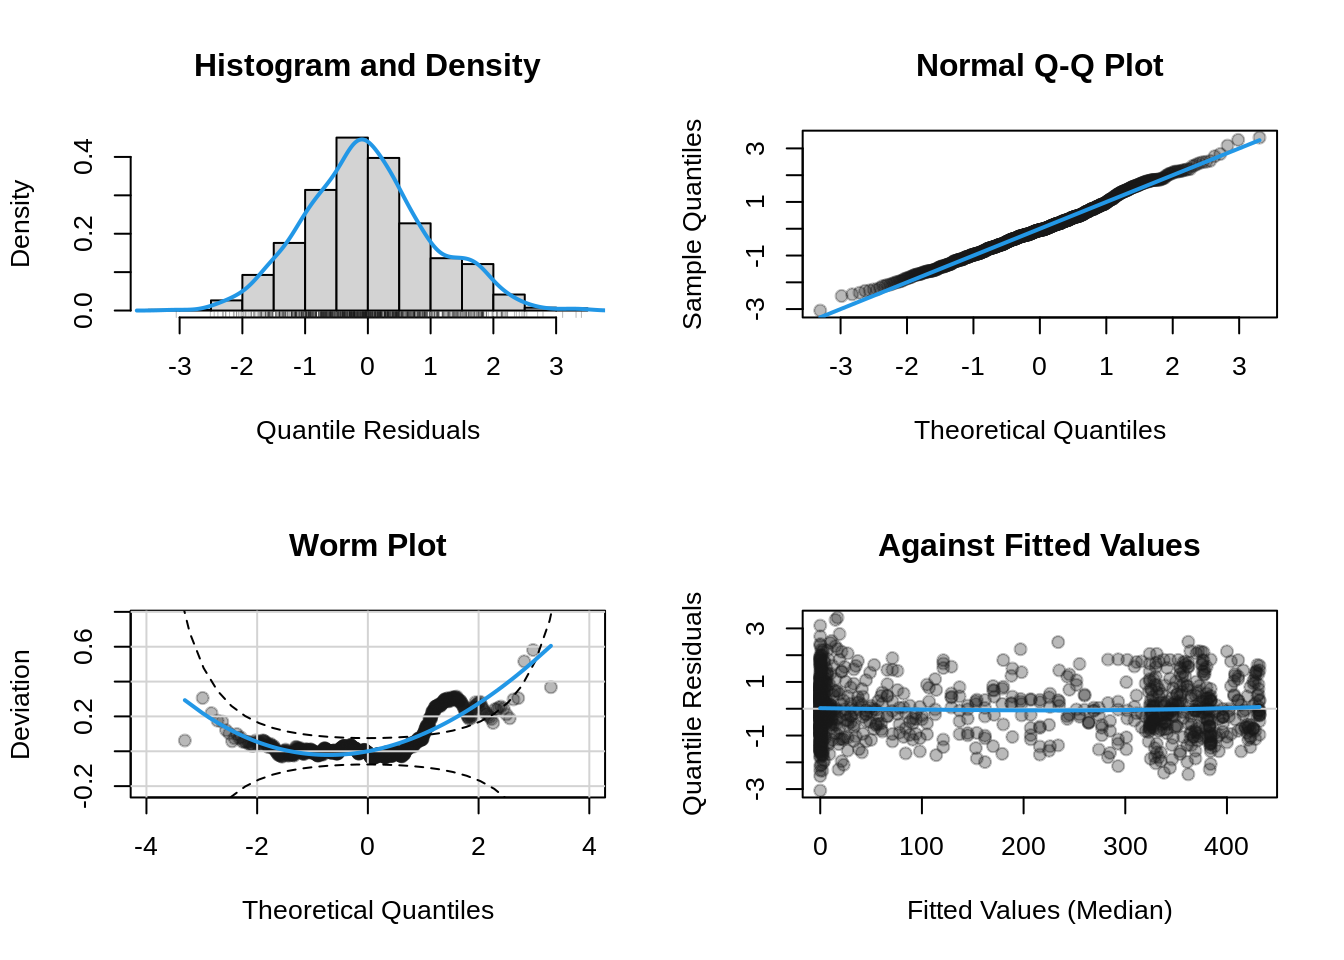 Histogram and Density
Density
0.0 0.2 0.4
-3 -2 -1 0 1 2 3
Quantile Residuals
Normal Q-Q Plot
Sample Quantiles
-3 -1 1 3
-3 -2 -1 0 1 2 3
Theoretical Quantiles
Worm Plot
Deviation
-0.2 0.2 0.6
-4 -2 0 2 4
Theoretical Quantiles
Against Fitted Values
Quantile Residuals
-3 -1 1 3
0 100 200 300 400
Fitted Values (Median)